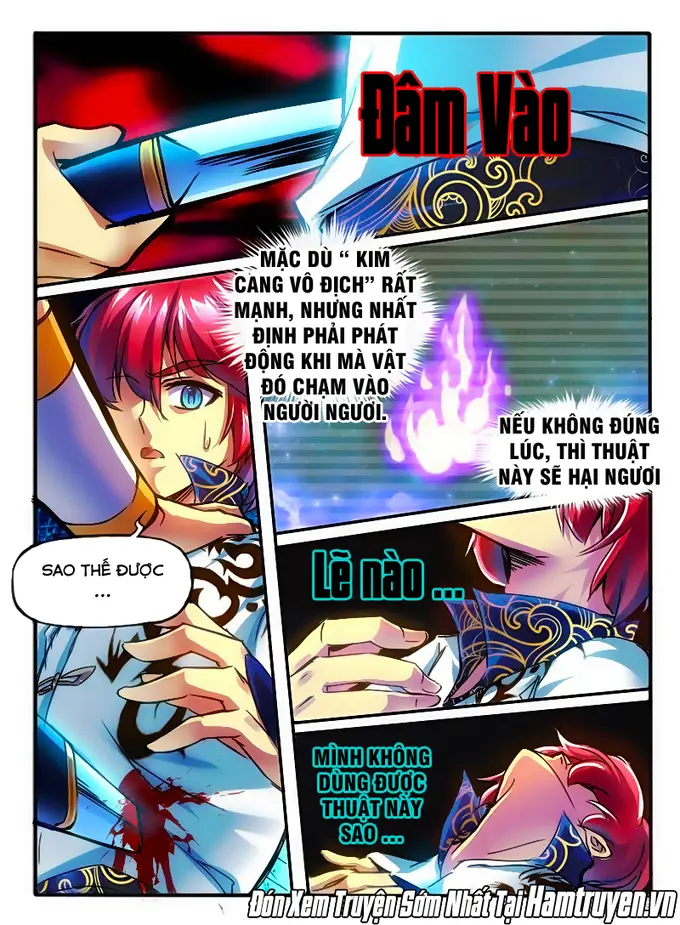 Đâm Vào
MẶC DÙ “ KIM
CANG VÔ ĐỊCH” RẤT
MẠNH, NHƯNG NHẤT
ĐỊNH PHẢI PHÁT
ĐỘNG KHI MÀ VẬT
ĐÓ CHẠM VÀO
NGƯỜI NGƯƠI.
NẾU KHÔNG ĐÚNG
LÚC, THÌ THUẬT
NÀY SẼ HẠI NGƯƠI
SAO THẾ ĐƯỢC
...
Lẽ nào ...
MÌNH KHÔNG
DÙNG ĐƯỢC
THUẬT NÀY
SAO ...
Đón Xem Truyện Sớm Nhất Tại Hamtruyen.vn